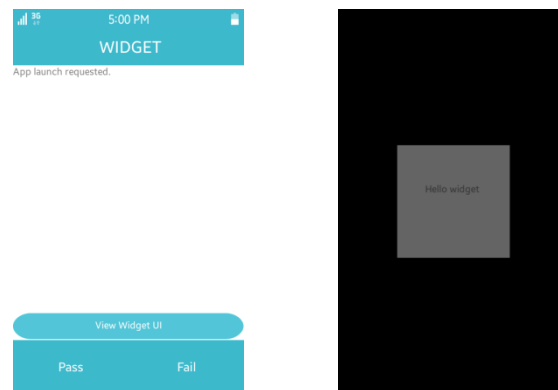 3G 5:00 PM
WIDGET
App launch requested.
View Widget UI
Pass Fail
Hello widget